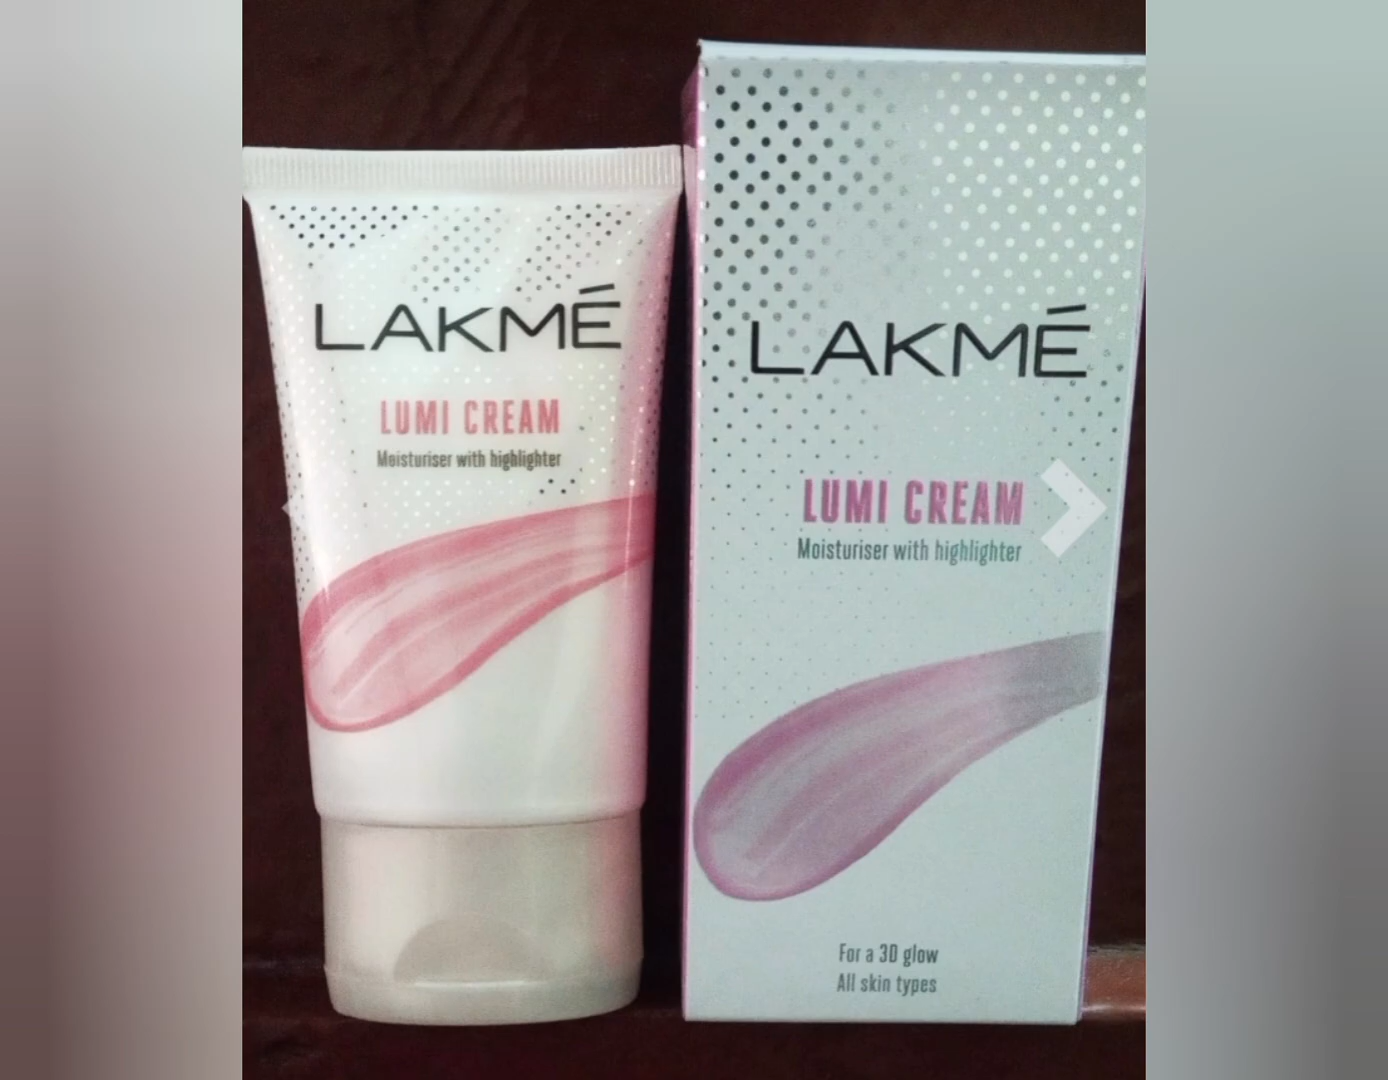 LAKMÉ
LUMI CREAM
Moisturiser with highlighter
LAKMÉ
LUMI CREAM
Moisturiser with highlighter
For a 3D glow
All skin types